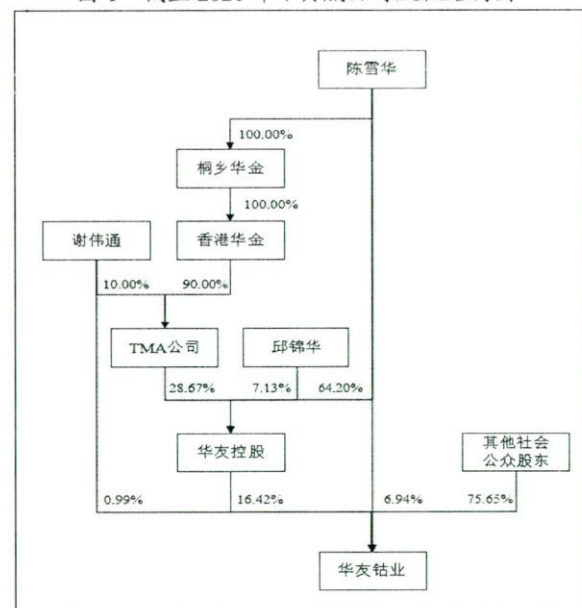 陈雪华
100.00%
桐乡华金
100.00%
谢伟通
香港华金
10.00%
90.00%
TMA公司
邱锦华
28.67%
7.13%
64.20%
华友控股
其他社会
公众股东
0.99%
16.42%
6.94%
75.65%
华友钴业